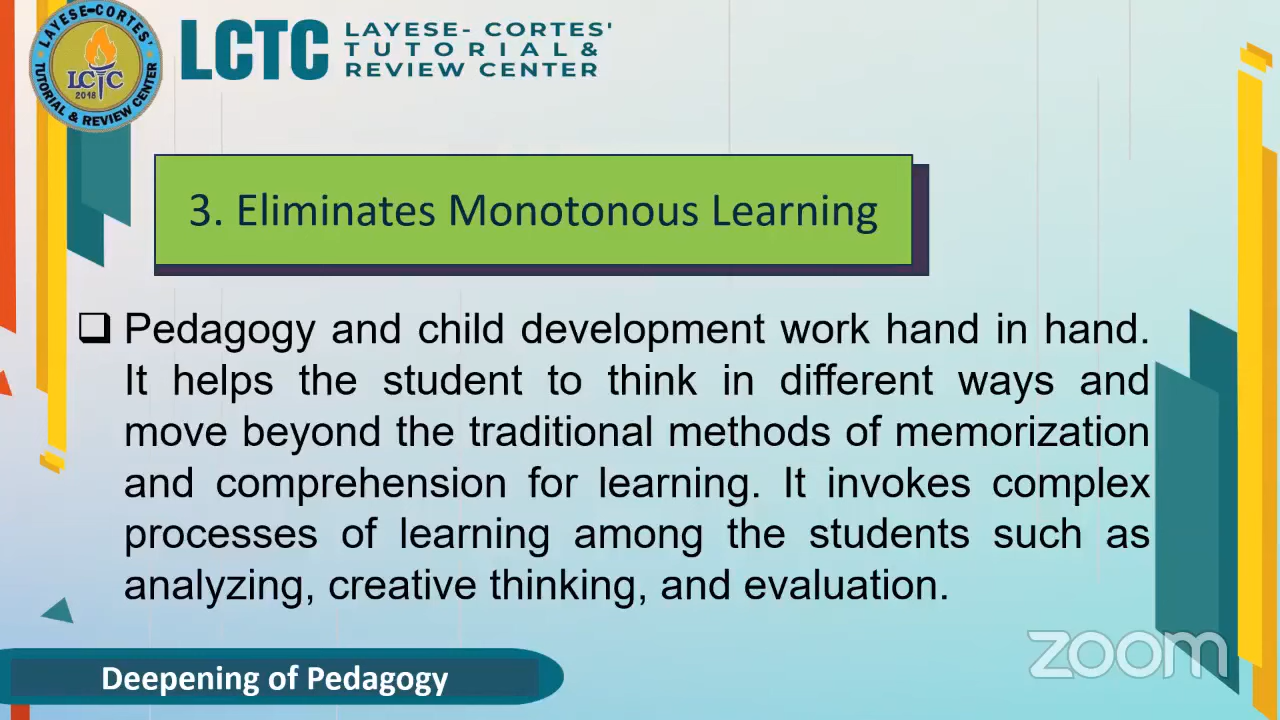 LAYESE-CORTES'
LCTC
2018
TUTORIAL & REVIEW CENTER
LCTC
LAYESE- CORTES'
TUTORIAL &
REVIEW CENTER
3. Eliminates Monotonous Learning
Pedagogy and child development work hand in hand.
It helps the student to think in different ways and
move beyond the traditional methods of memorization
and comprehension for learning. It invokes complex
processes of learning among the students such as
analyzing, creative thinking, and evaluation.
zoom
Deepening of Pedagogy